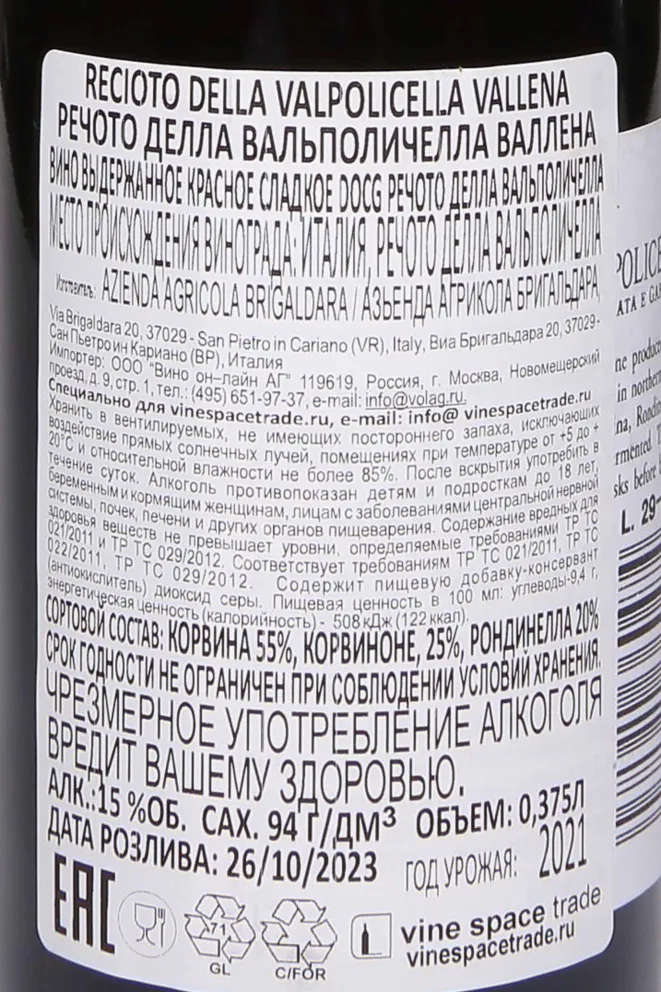 RECIOTO DELLA VALPOLICELLA VALLENA
РЕЧОТО ДЕЛЛА ВАЛЬПОЛИЧЕЛЛА ВАЛЛЕНА
ВИНО ВЫДЕРЖАННОЕ КРАСНОЕ СЛАДКОЕ DOCG РЕЧОТО ДЕЛЛА ВАЛЬПОЛИЧЕЛЛА
МЕСТО ПРОИСХОЖДЕНИЯ ВИНОГРАДА: ИТАЛИЯ, РЕЧОТО ДЕЛЛА ВАЛЬПОЛИЧЕЛЛА
Изготовитель: AZIENDA AGRICOLA BRIGALDARA / АЗЬЕНДА АГРИКОЛА БРИГАЛЬДАРА,
Via Brigaldara 20, 37029 - San Pietro in Cariano (VR), Italy, Виа Бригальдара 20, 37029-
Сан Пьетро ин Кариано (ВР), Италия
Импортер: ООО "Вино он–лайн АГ" 119619, Россия, г. Москва, Новомещерский
проезд, д. 9, стр. 1, тел.: (495) 651-97-37, e-mail: info@volag.ru.
Специально для vinespacetrade.ru, e-mail: info@ vinespacetrade.ru
Хранить в вентилируемых, не имеющих постороннего запаха, исключающих
воздействие прямых солнечных лучей, помещениях при температуре от +5 до +
20°С и относительной влажности не более 85%. После вскрытия употребить в
течение суток. Алкоголь противопоказан детям и подросткам до 18 лет,
беременным и кормящим женщинам, лицам с заболеваниями центральной нервной
системы, почек, печени и других органов пищеварения. Содержание вредных для
здоровья веществ не превышает уровни, определяемые требованиями ТР ТС
021/2011 и ТР ТС 029/2012. Соответствует требованиям ТР ТС 021/2011, ТР ТС
022/2011, ТР ТС 029/2012. Содержит пищевую добавку-консервант
(антиокислитель) диоксид серы. Пищевая ценность в 100 мл: углеводы-9,4 г,
энергетическая ценность (калорийность) - 508 кДж (122 ккал).
СОРТОВОЙ СОСТАВ: КОРВИНА 55%, КОРВИНОНЕ, 25%, РОНДИНЕЛЛА 20%
СРОК ГОДНОСТИ НЕ ОГРАНИЧЕН ПРИ СОБЛЮДЕНИИ УСЛОВИЙ ХРАНЕНИЯ.
ЧРЕЗМЕРНОЕ УПОТРЕБЛЕНИЕ АЛКОГОЛЯ
ВРЕДИТ ВАШЕМУ ЗДОРОВЬЮ.
АЛК.:15 %ОБ. САХ. 94 Г/ДМ³ ОБЪЕМ: 0,375Л
ДАТА РОЗЛИВА: 26/10/2023 ГОД УРОЖАЯ: 2021
EAC
71
GL
C/FOR
vine space trade
vinespacetrade.ru
in northern
L. 29